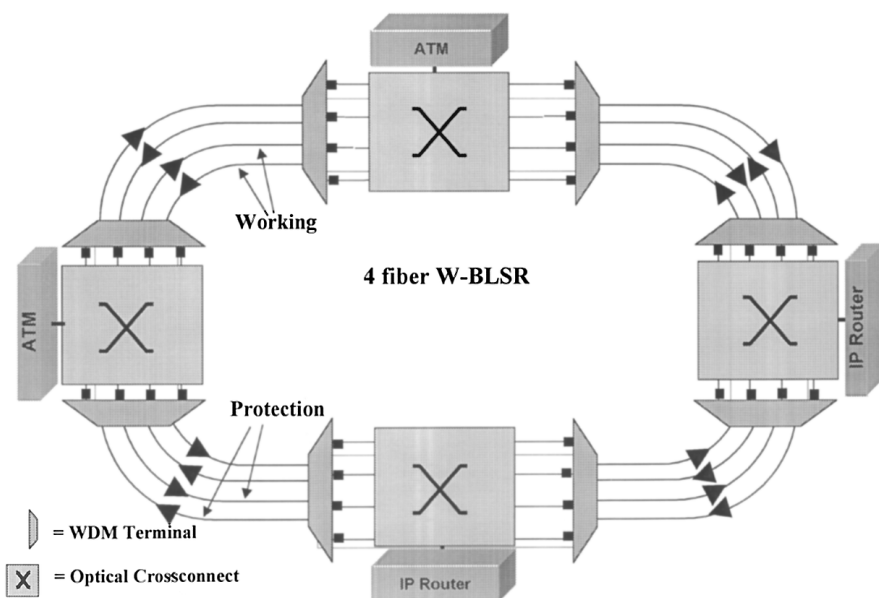 ATM
Working
4 fiber W-BLSR
ATM
IP Router
Protection
= WDM Terminal
= Optical Crossconnect
IP Router